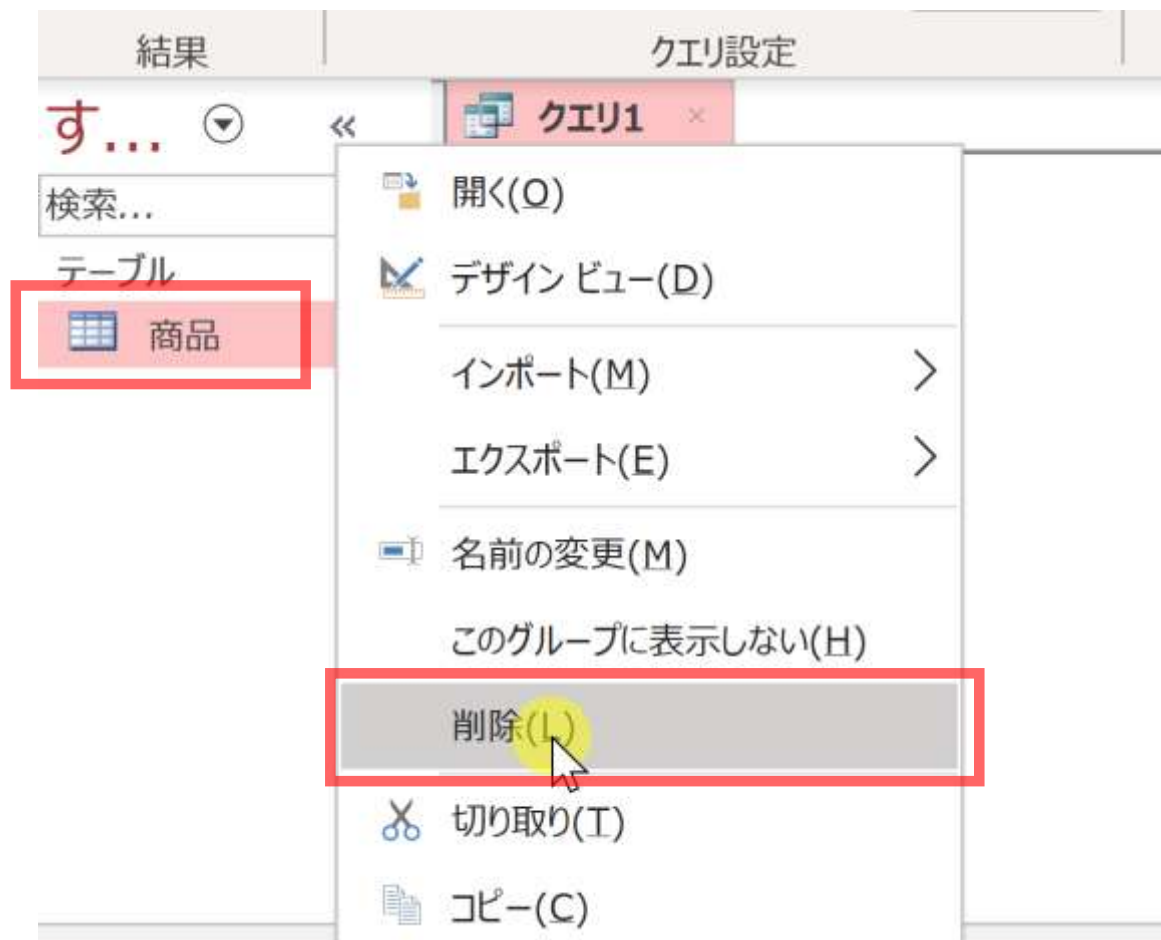 結果
クエリ設定
す...
クエリ1
検索...
テーブル
商品
開く(O)
デザイン ビュー(D)
インポート(M)
エクスポート(E)
名前の変更(M)
このグループに表示しない(H)
削除(L)
切り取り(T)
コピー(C)